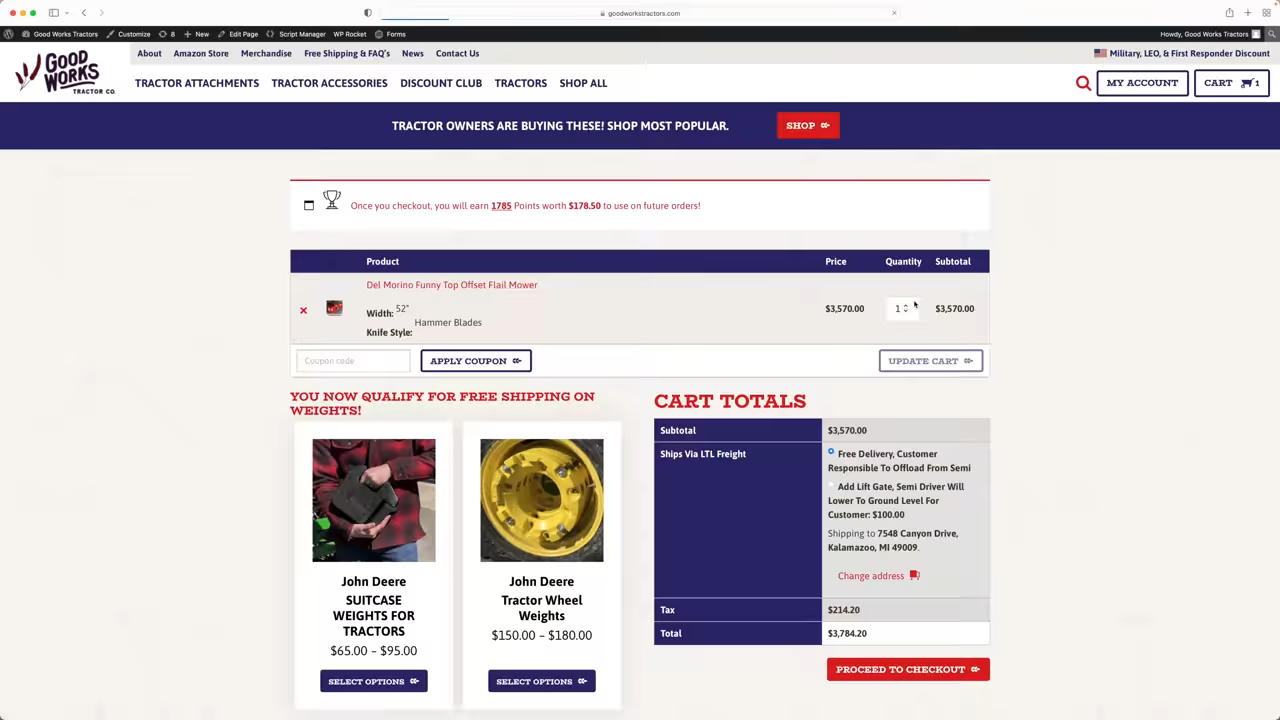 goodworkstractors.com
Good Works Tractors
Customize
8
New
Edit Page
Script Manager
WP Rocket
Forms
Howdy, Good Works Tractors
GOOD
WORKS
TRACTOR CO.
About
Amazon Store
Merchandise
Free Shipping & FAQ's
News
Contact Us
Military, LEO, & First Responder Discount
TRACTOR ATTACHMENTS
TRACTOR ACCESSORIES
DISCOUNT CLUB
TRACTORS
SHOP ALL
MY ACCOUNT
CART 1
TRACTOR OWNERS ARE BUYING THESE! SHOP MOST POPULAR.
SHOP
Once you checkout, you will earn 1785 Points worth $178.50 to use on future orders!
Product
Price
Quantity
Subtotal
Del Morino Funny Top Offset Flail Mower
Width: 52"
Knife Style: Hammer Blades
$3,570.00
1
$3,570.00
Coupon code
APPLY COUPON
UPDATE CART
YOU NOW QUALIFY FOR FREE SHIPPING ON
WEIGHTS!
John Deere
SUITCASE
WEIGHTS FOR
TRACTORS
$65.00 – $95.00
SELECT OPTIONS
John Deere
Tractor Wheel
Weights
$150.00 – $180.00
SELECT OPTIONS
CART TOTALS
Subtotal
$3,570.00
Ships Via LTL Freight
Free Delivery, Customer
Responsible To Offload From Semi
Add Lift Gate, Semi Driver Will
Lower To Ground Level For
Customer: $100.00
Shipping to 7548 Canyon Drive,
Kalamazoo, MI 49009.
Change address
Tax
$214.20
Total
$3,784.20
PROCEED TO CHECKOUT